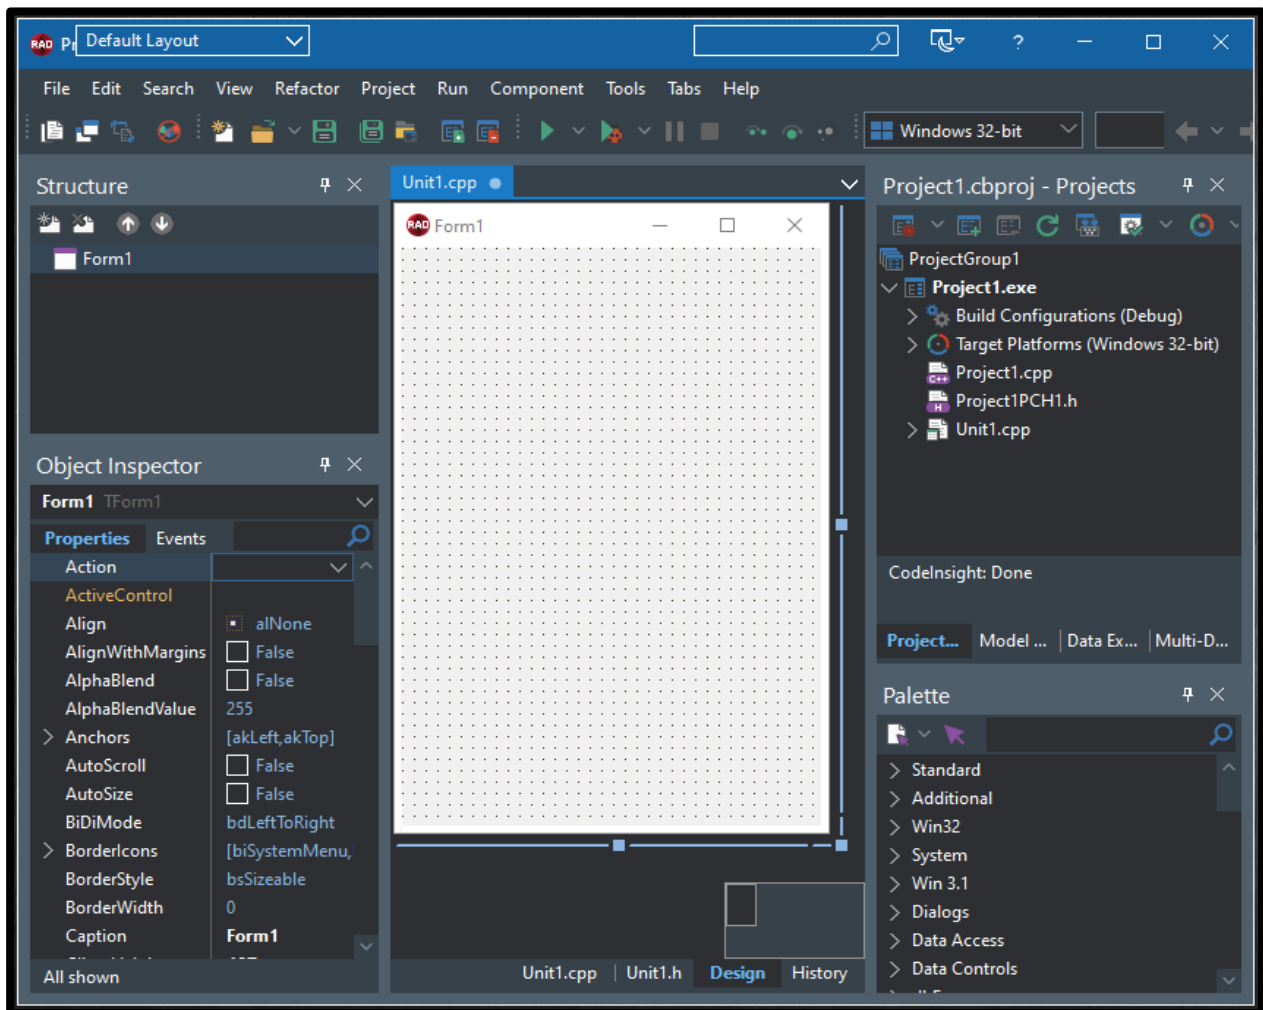 RAD Pr Default Layout
?
File Edit Search View Refactor Project Run Component Tools Tabs Help
Windows 32-bit
Structure
Form1
Object Inspector
Form1 TForm1
Properties Events
Action
ActiveControl
Align alNone
AlignWithMargins False
AlphaBlend False
AlphaBlendValue 255
Anchors [akLeft,akTop]
AutoScroll False
AutoSize False
BiDiMode bdLeftToRight
BorderIcons [biSystemMenu,
BorderStyle bsSizeable
BorderWidth 0
Caption Form1
All shown
Unit1.cpp
RAD Form1
Unit1.cpp Unit1.h Design History
Project1.cbproj - Projects
ProjectGroup1
Project1.exe
Build Configurations (Debug)
Target Platforms (Windows 32-bit)
C++ Project1.cpp
H Project1PCH1.h
Unit1.cpp
CodeInsight: Done
Project... Model ... Data Ex... Multi-D...
Palette
Standard
Additional
Win32
System
Win 3.1
Dialogs
Data Access
Data Controls